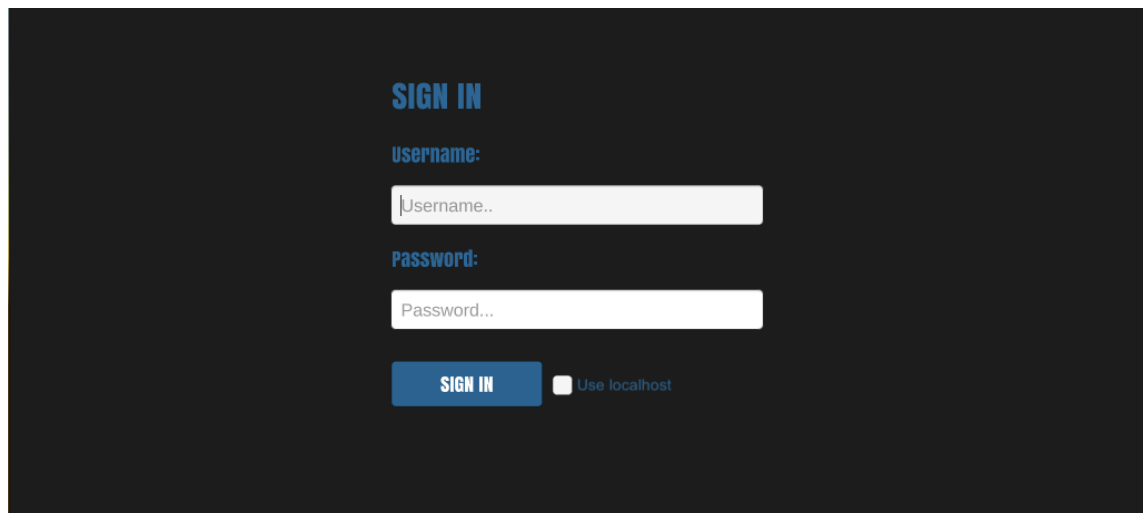 SIGN IN
Username:
Username..
Password:
Password...
SIGN IN Use localhost